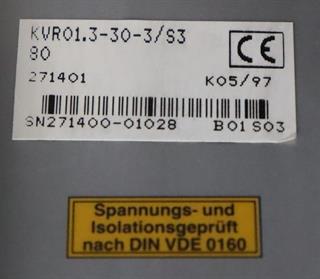 KVR01.3-30-3/S3
80
CE
271401 K05/97
SN271400-01028 B01 S03
Spannungs- und
Isolationsgeprüft
nach DIN VDE 0160